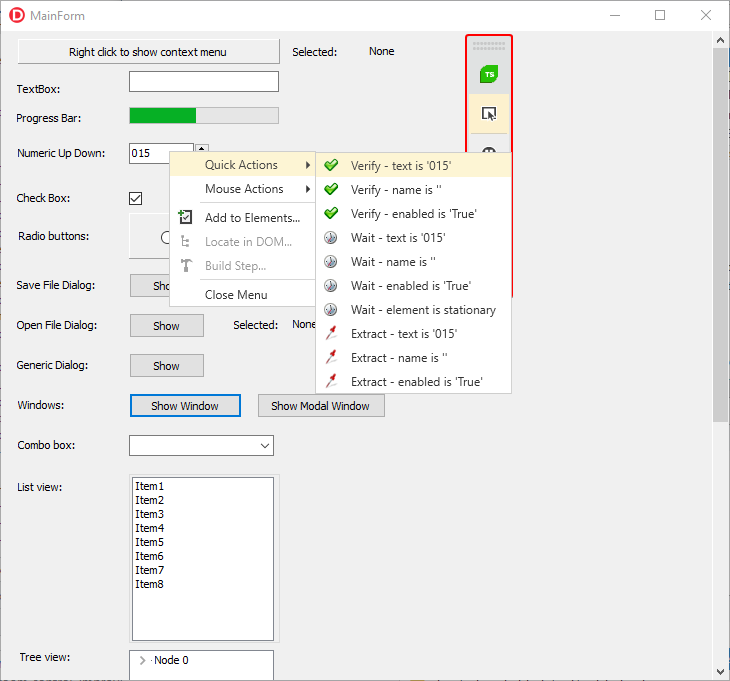 MainForm
Right click to show context menu
Selected:
None
TextBox:
TS
Progress Bar:
Numeric Up Down:
015
Quick Actions
Mouse Actions
Add to Elements...
Locate in DOM...
Build Step...
Close Menu
Verify - text is '015'
Verify - name is ''
Verify - enabled is 'True'
Wait - text is '015'
Wait - name is ''
Wait - enabled is 'True'
Wait - element is stationary
Extract - text is '015'
Extract - name is ''
Extract - enabled is 'True'
Check Box:
Radio buttons:
Save File Dialog:
Sho
Open File Dialog:
Show
Selected:
None
Generic Dialog:
Show
Windows:
Show Window
Show Modal Window
Combo box:
List view:
Item1
Item2
Item3
Item4
Item5
Item6
Item7
Item8
Tree view:
Node 0